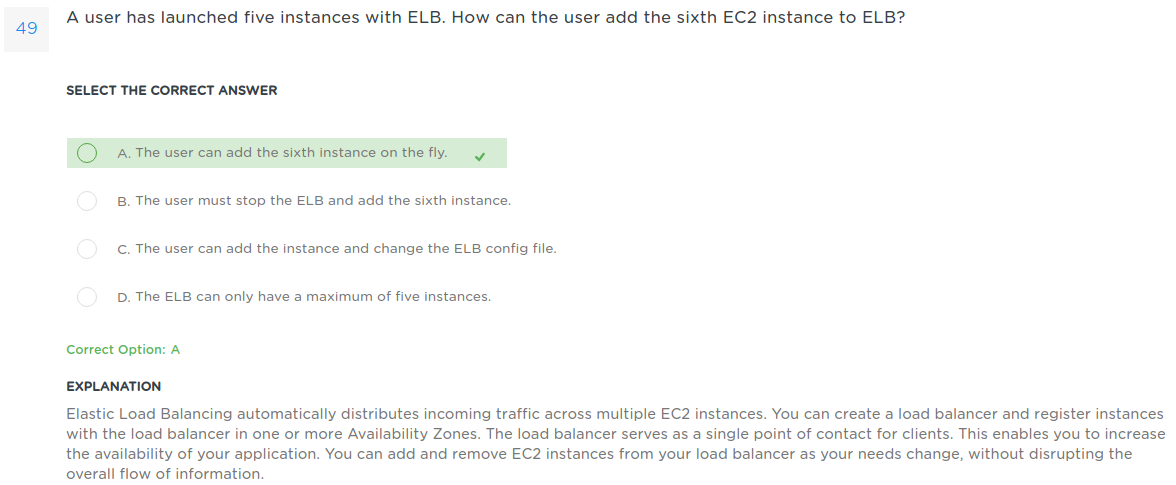 49
A user has launched five instances with ELB. How can the user add the sixth EC2 instance to ELB?
SELECT THE CORRECT ANSWER
A. The user can add the sixth instance on the fly.
B. The user must stop the ELB and add the sixth instance.
C. The user can add the instance and change the ELB config file.
D. The ELB can only have a maximum of five instances.
Correct Option: A
EXPLANATION
Elastic Load Balancing automatically distributes incoming traffic across multiple EC2 instances. You can create a load balancer and register instances
with the load balancer in one or more Availability Zones. The load balancer serves as a single point of contact for clients. This enables you to increase
the availability of your application. You can add and remove EC2 instances from your load balancer as your needs change, without disrupting the
overall flow of information.